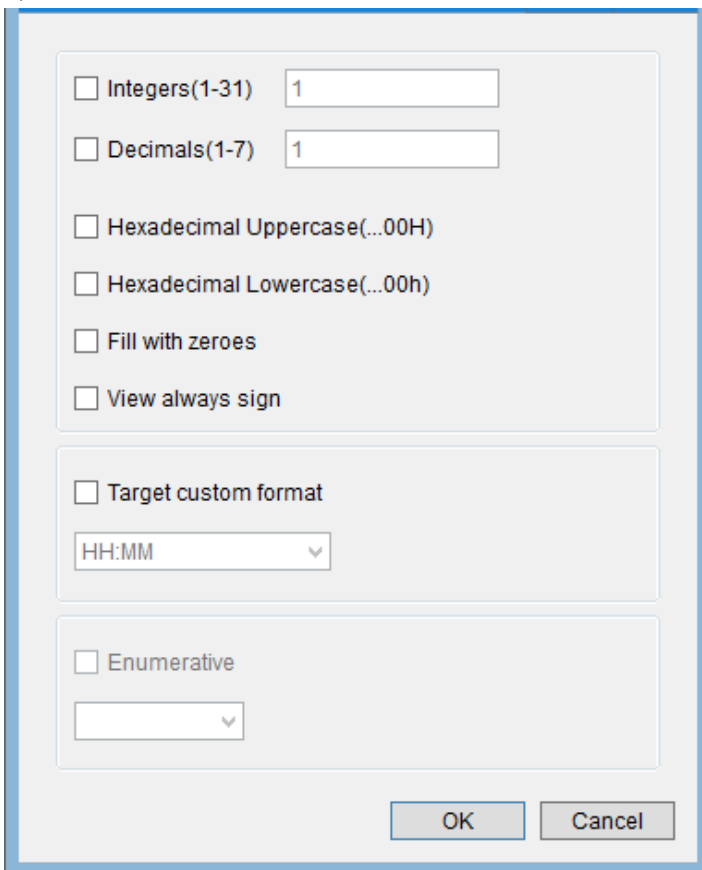 Integers(1-31) 1
Decimals(1-7) 1
Hexadecimal Uppercase(...00H)
Hexadecimal Lowercase(...00h)
Fill with zeroes
View always sign
Target custom format
HH:MM
Enumerative
OK Cancel